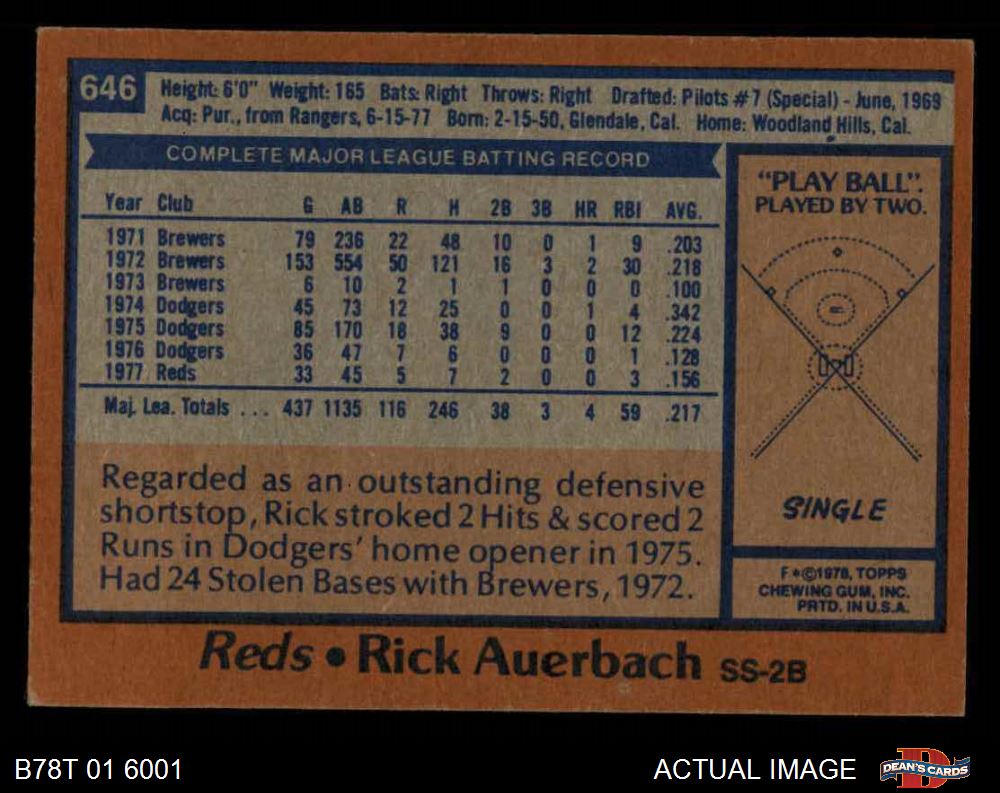 646
Height: 6'0" Weight: 165 Bats: Right Throws: Right Drafted: Pilots #7 (Special) - June, 1969
Acq: Pur., from Rangers, 6-15-77 Born: 2-15-50, Glendale, Cal. Home: Woodland Hills, Cal.
COMPLETE MAJOR LEAGUE BATTING RECORD
Year Club G AB R H 2B 3B HR RBI AVG.
1971 Brewers 79 236 22 48 10 0 1 9 .203
1972 Brewers 153 554 50 121 16 3 2 30 .218
1973 Brewers 6 10 2 1 1 0 0 0 .100
1974 Dodgers 45 73 12 25 0 0 1 4 .342
1975 Dodgers 85 170 18 38 9 0 0 12 .224
1976 Dodgers 36 47 7 6 0 0 0 1 .128
1977 Reds 33 45 5 7 2 0 0 3 .156
Maj. Lea. Totals ... 437 1135 116 246 38 3 4 59 .217
Regarded as an outstanding defensive
shortstop, Rick stroked 2 Hits & scored 2
Runs in Dodgers' home opener in 1975.
Had 24 Stolen Bases with Brewers, 1972.
"PLAY BALL".
PLAYED BY TWO.
SINGLE
F*©1978, TOPPS
CHEWING GUM, INC.
PRTD. IN U.S.A.
Reds • Rick Auerbach SS-2B
B78T 01 6001
ACTUAL IMAGE
DEAN'S CARDS